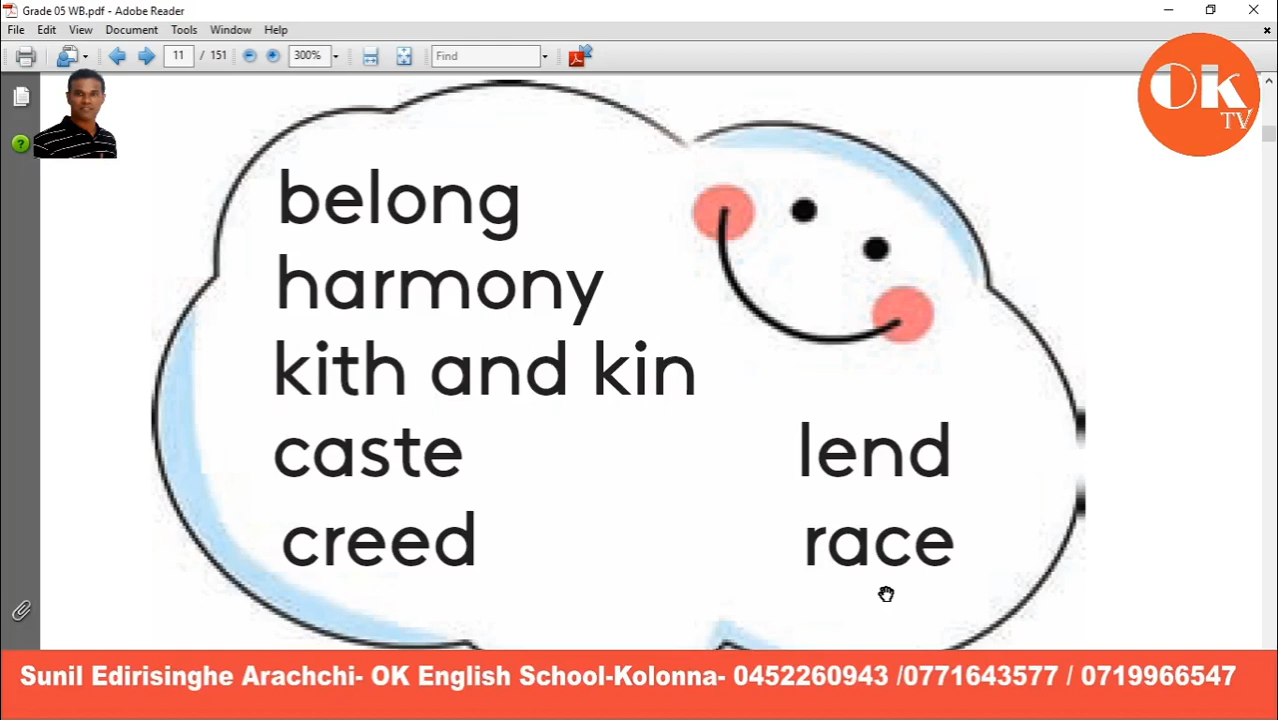 Grade 05 WB.pdf - Adobe Reader
File Edit View Document Tools Window Help
11 / 151 300% Find
OK
TV
belong
harmony
kith and kin
caste lend
creed race
Sunil Edirisinghe Arachchi- OK English School-Kolonna- 0452260943 /0771643577 / 0719966547